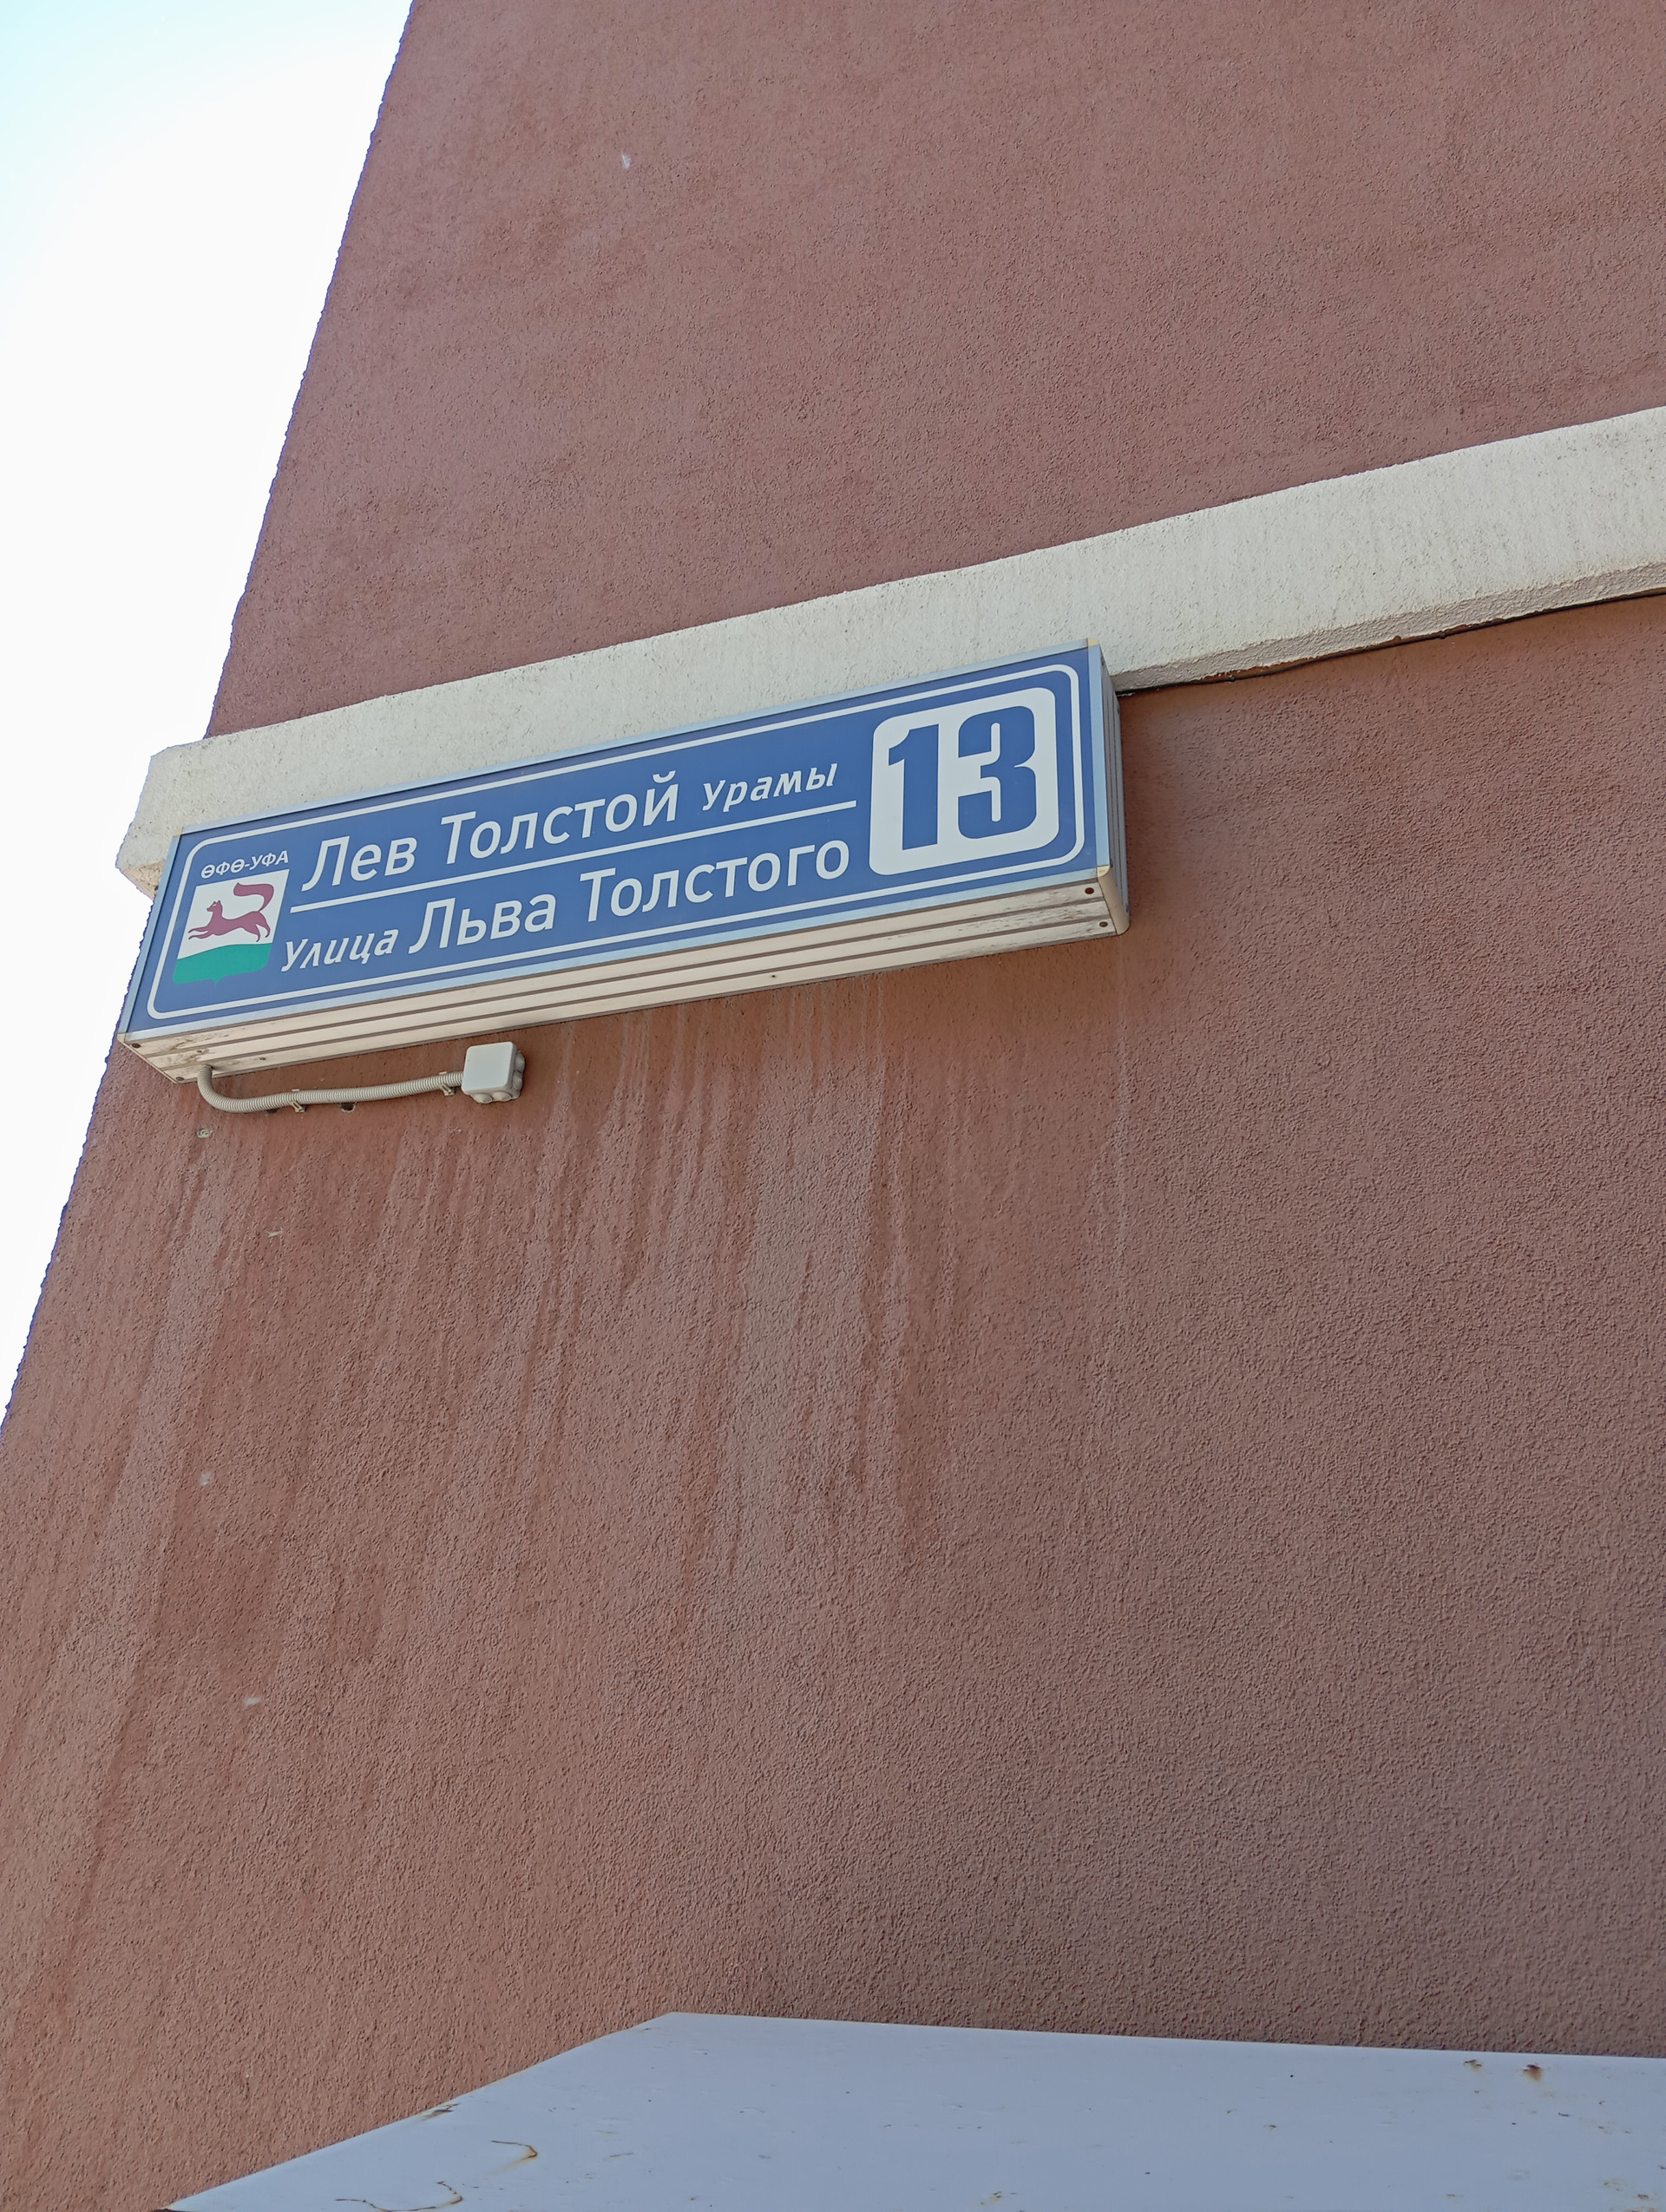 ӨФӨ-УФА
Лев Толстой Урамы
Улица Льва Толстого
13